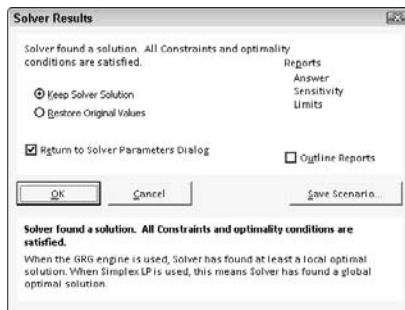 Solver Results
Solver found a solution. All Constraints and optimality
conditions are satisfied.
Reports
Answer
Sensitivity
Limits
Keep Solver Solution
Restore Original Values
Return to Solver Parameters Dialog
Outline Reports
OK
Cancel
Save Scenario...
Solver found a solution. All Constraints and optimality conditions are
satisfied.
When the GRG engine is used, Solver has found at least a local optimal
solution. When Simplex LP is used, this means Solver has found a global
optimal solution.